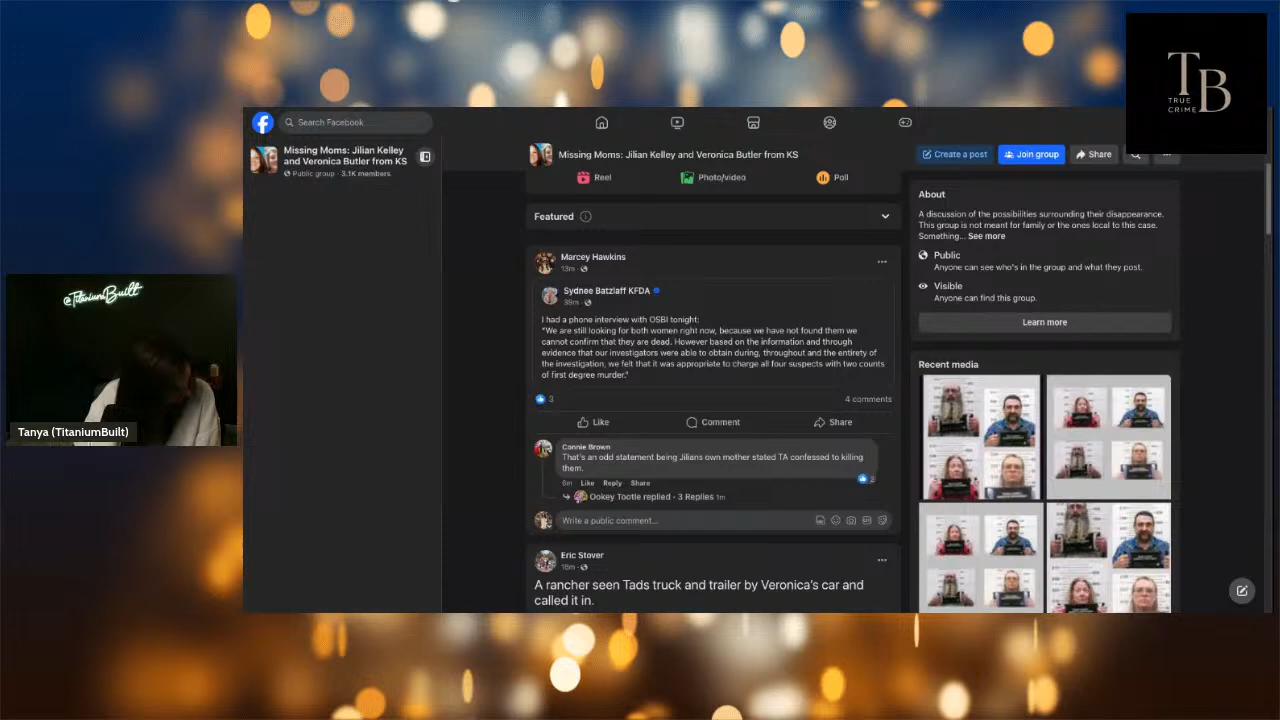 TB
TRUE
CRIME
Search Facebook
Missing Moms: Jilian Kelley
and Veronica Butler from KS
Public group · 3.1K members
Missing Moms: Jilian Kelley and Veronica Butler from KS
Create a post
Join group
Share
Reel
Photo/video
Poll
Featured
Marcey Hawkins
13m ·
Sydnee Batzlaff KFDA
39m ·
I had a phone interview with OSBI tonight:
"We are still looking for both women right now, because we have not found them we
cannot confirm that they are dead. However based on the information and through
evidence that our investigators were able to obtain during, throughout and the entirety of
the investigation, we felt that it was appropriate to charge all four suspects with two counts
of first degree murder."
3
4 comments
Like
Comment
Share
Connie Brown
That's an odd statement being Jilians own mother stated TA confessed to killing
them.
2
6m Like Reply Share
Ookey Tootle replied · 3 Replies 1m
Write a public comment...
Eric Stover
16m ·
A rancher seen Tads truck and trailer by Veronica's car and
called it in.
About
A discussion of the possibilities surrounding their disappearance.
This group is not meant for family or the ones local to this case.
Something... See more
Public
Anyone can see who's in the group and what they post.
Visible
Anyone can find this group.
Learn more
Recent media
@TitaniumBuilt
Tanya (TitaniumBuilt)